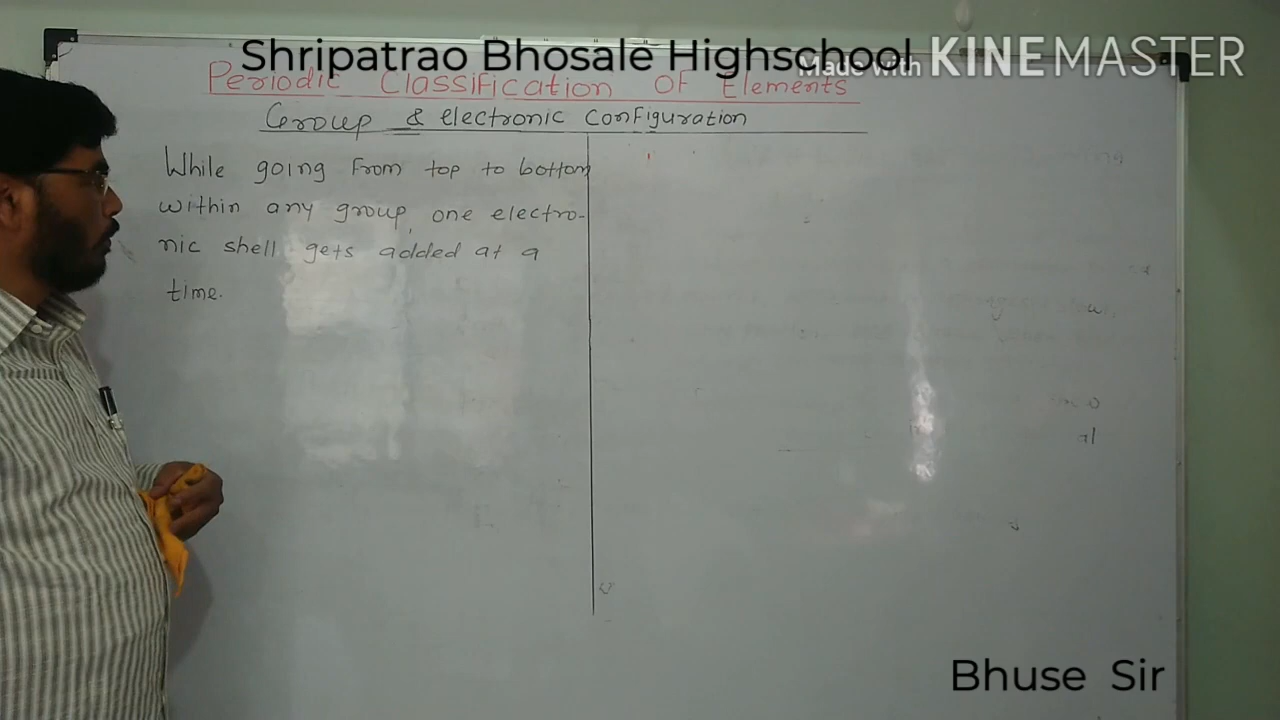 Shripatrao Bhosale Highschool
Made with KINEMASTER
Periodic Classification Of Elements
Group & electronic configuration
While going From top to bottom
within any group, one electro-
nic shell gets added at a
time.
Bhuse Sir